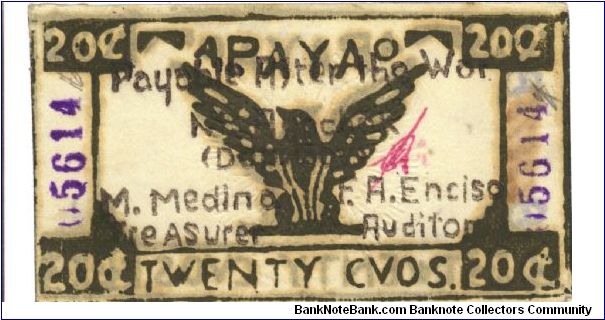 20¢ APAYAO 20¢
Payable After the War
05614
05614
M. Medina F. A. Enciso
Treasurer Auditor
20¢ TWENTY CVOS. 20¢
BankNoteBank.com Banknote Collectors Community